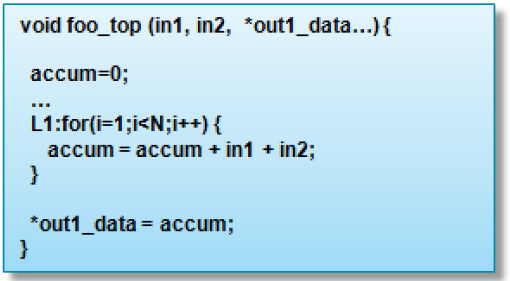 void foo_top (in1, in2, *out1_data…) {
accum=0;
…
L1:for(i=1;i<N;i++) {
accum = accum + in1 + in2;
}
*out1_data = accum;
}